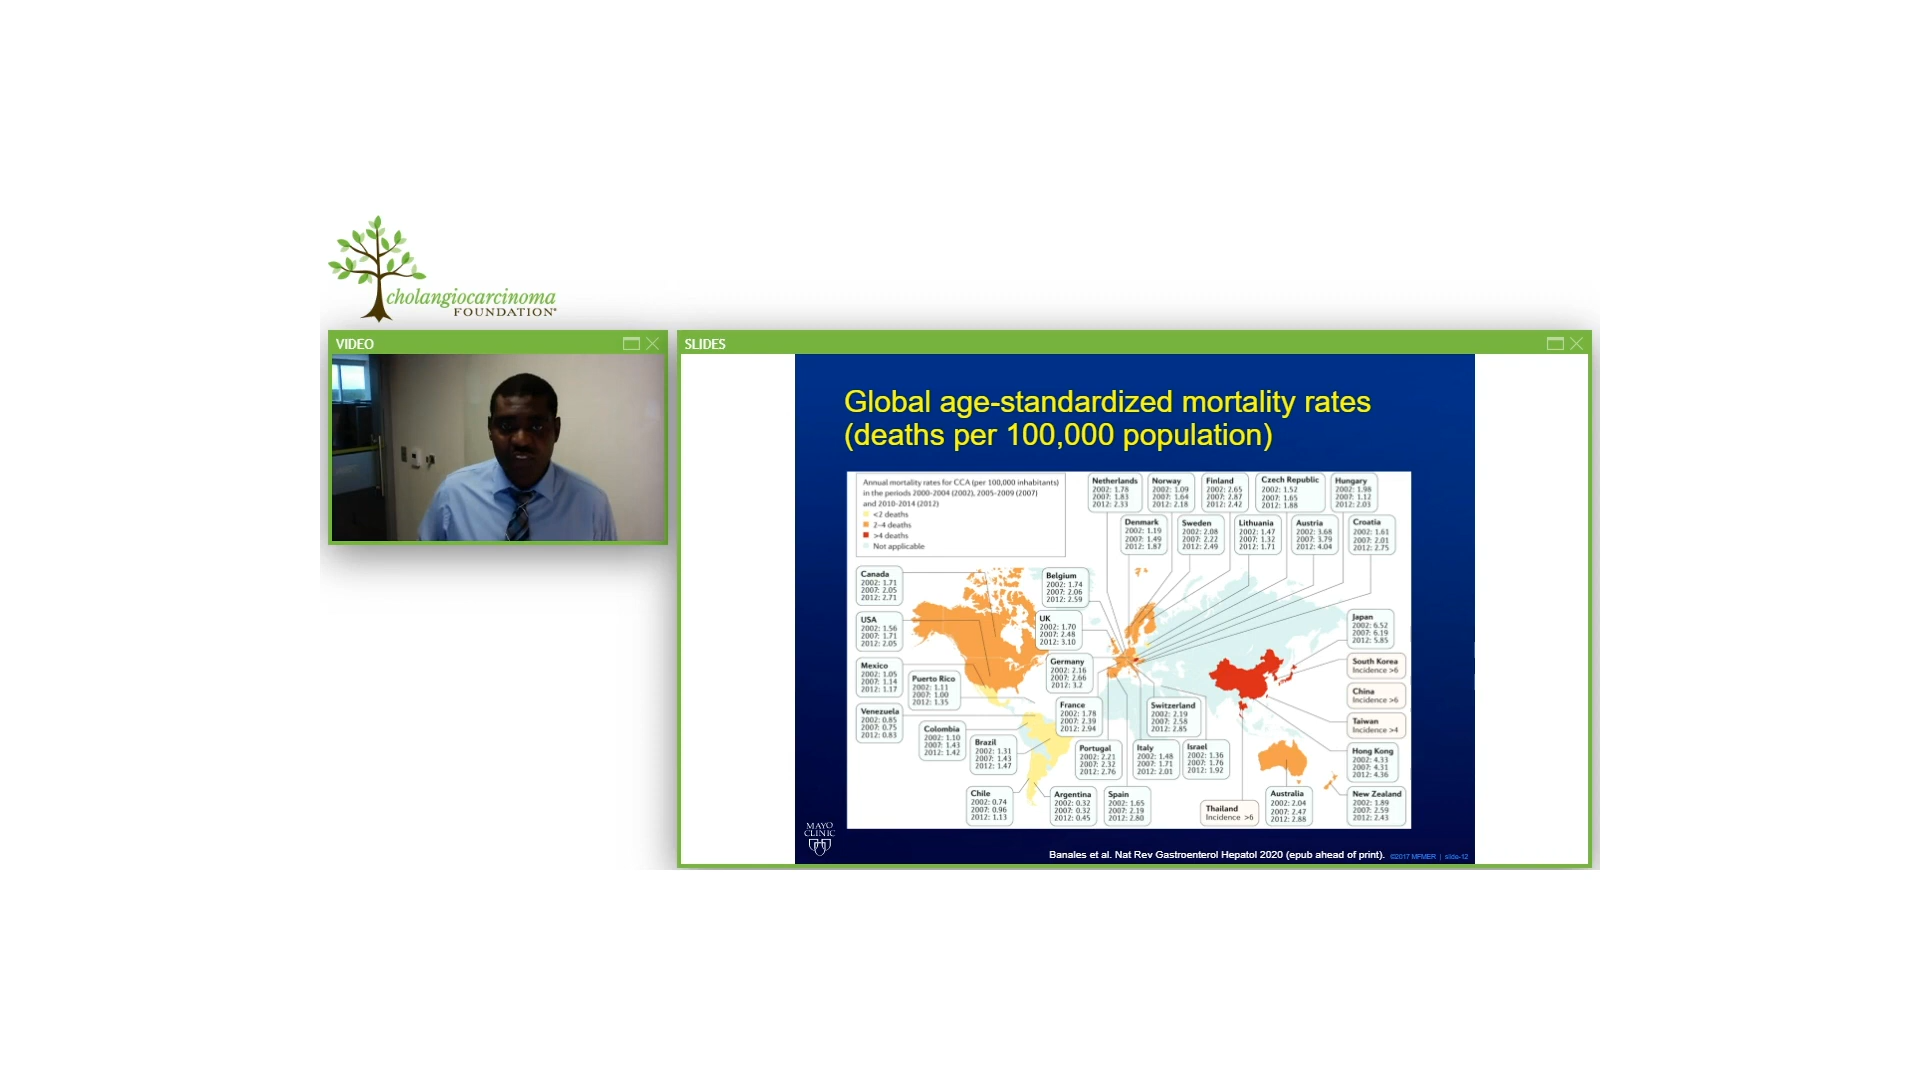 cholangiocarcinoma
FOUNDATION®
VIDEO
SLIDES
Global age-standardized mortality rates
(deaths per 100,000 population)
Annual mortality rates for CCA (per 100,000 inhabitants)
in the periods 2000-2004 (2002), 2005-2009 (2007)
and 2010-2014 (2012)
<2 deaths
2-4 deaths
>4 deaths
Not applicable
Netherlands
2002: 1.78
2007: 1.83
2012: 2.33
Norway
2002: 1.09
2007: 1.64
2012: 2.18
Finland
2002: 2.65
2007: 2.87
2012: 2.42
Czech Republic
2002: 1.52
2007: 1.65
2012: 1.88
Hungary
2002: 1.98
2007: 1.12
2012: 2.03
Denmark
2002: 1.19
2007: 1.49
2012: 1.87
Sweden
2002: 2.08
2007: 2.22
2012: 2.49
Lithuania
2002: 1.47
2007: 1.32
2012: 1.71
Austria
2002: 3.68
2007: 3.79
2012: 4.04
Croatia
2002: 1.61
2007: 2.01
2012: 2.75
Canada
2002: 1.71
2007: 2.05
2012: 2.71
Belgium
2002: 1.74
2007: 2.06
2012: 2.59
USA
2002: 1.56
2007: 1.71
2012: 2.05
UK
2002: 1.70
2007: 2.48
2012: 3.10
Japan
2002: 6.52
2007: 6.19
2012: 5.85
Mexico
2002: 1.05
2007: 1.14
2012: 1.17
Puerto Rico
2002: 1.11
2007: 1.00
2012: 1.35
Germany
2002: 2.16
2007: 2.66
2012: 3.2
South Korea
Incidence >6
China
Incidence >6
Venezuela
2002: 0.85
2007: 0.75
2012: 0.83
Colombia
2002: 1.10
2007: 1.43
2012: 1.42
Brazil
2002: 1.31
2007: 1.43
2012: 1.47
France
2002: 1.78
2007: 2.39
2012: 2.94
Switzerland
2002: 2.19
2007: 2.58
2012: 2.85
Taiwan
Incidence >4
Portugal
2002: 2.21
2007: 2.32
2012: 2.76
Italy
2002: 1.48
2007: 1.71
2012: 2.01
Israel
2002: 1.36
2007: 1.76
2012: 1.92
Hong Kong
2002: 4.33
2007: 4.31
2012: 4.36
Chile
2002: 0.74
2007: 0.96
2012: 1.13
Argentina
2002: 0.32
2007: 0.32
2012: 0.45
Spain
2002: 1.65
2007: 2.19
2012: 2.80
Thailand
Incidence >6
Australia
2002: 2.04
2007: 2.47
2012: 2.88
New Zealand
2002: 1.89
2007: 2.59
2012: 2.43
MAYO
CLINIC
Banales et al. Nat Rev Gastroenterol Hepatol 2020 (epub ahead of print).
©2017 MFMER | slide-12